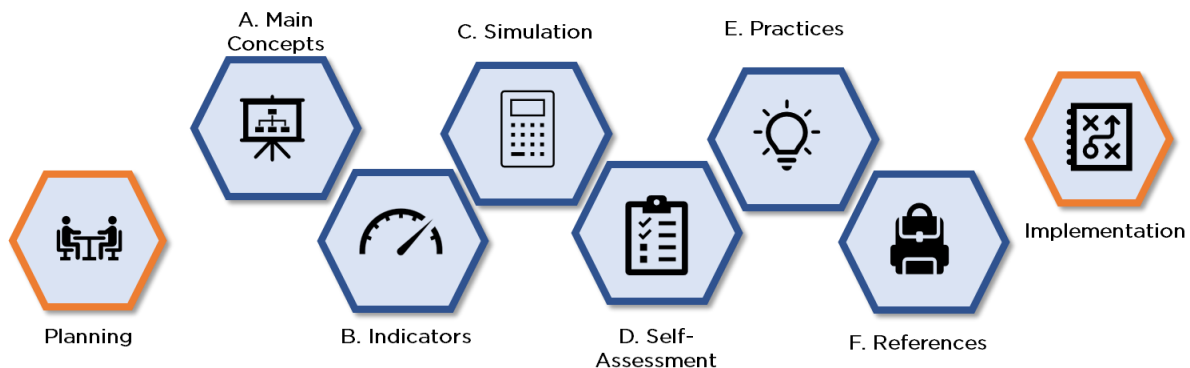 Planning
A. Main
Concepts
B. Indicators
C. Simulation
D. Self-
Assessment
E. Practices
F. References
Implementation